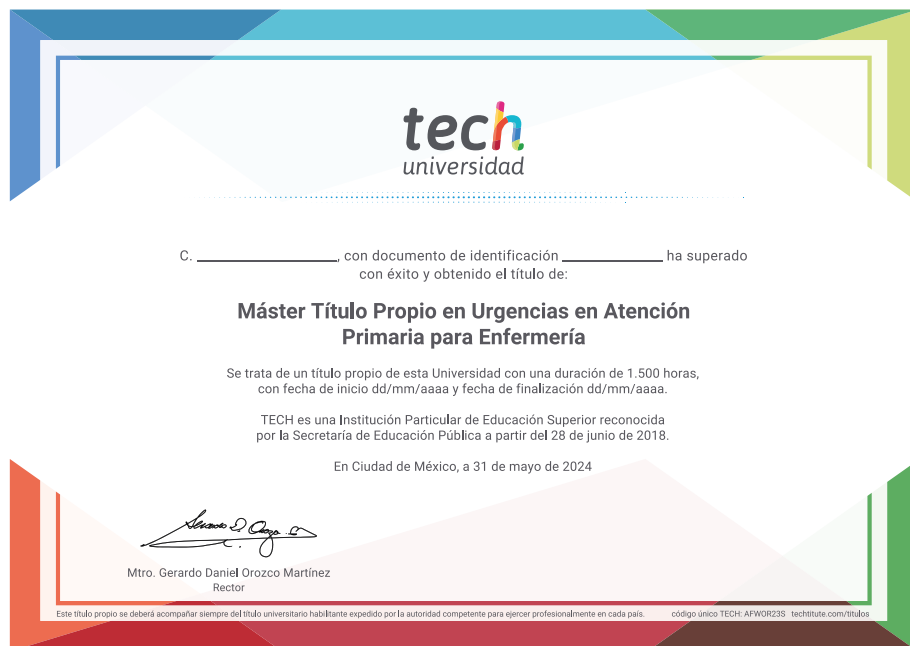 tech
universidad
C. ____________________, con documento de identificación ______________ ha superado
con éxito y obtenido el título de:
Máster Título Propio en Urgencias en Atención
Primaria para Enfermería
Se trata de un título propio de esta Universidad con una duración de 1.500 horas,
con fecha de inicio dd/mm/aaaa y fecha de finalización dd/mm/aaaa.
TECH es una Institución Particular de Educación Superior reconocida
por la Secretaría de Educación Pública a partir del 28 de junio de 2018.
En Ciudad de México, a 31 de mayo de 2024
Mtro. Gerardo Daniel Orozco Martínez
Rector
Este título propio se deberá acompañar siempre del título universitario habilitante expedido por la autoridad competente para ejercer profesionalmente en cada país. código único TECH: AFWOR23S techtitute.com/titulos